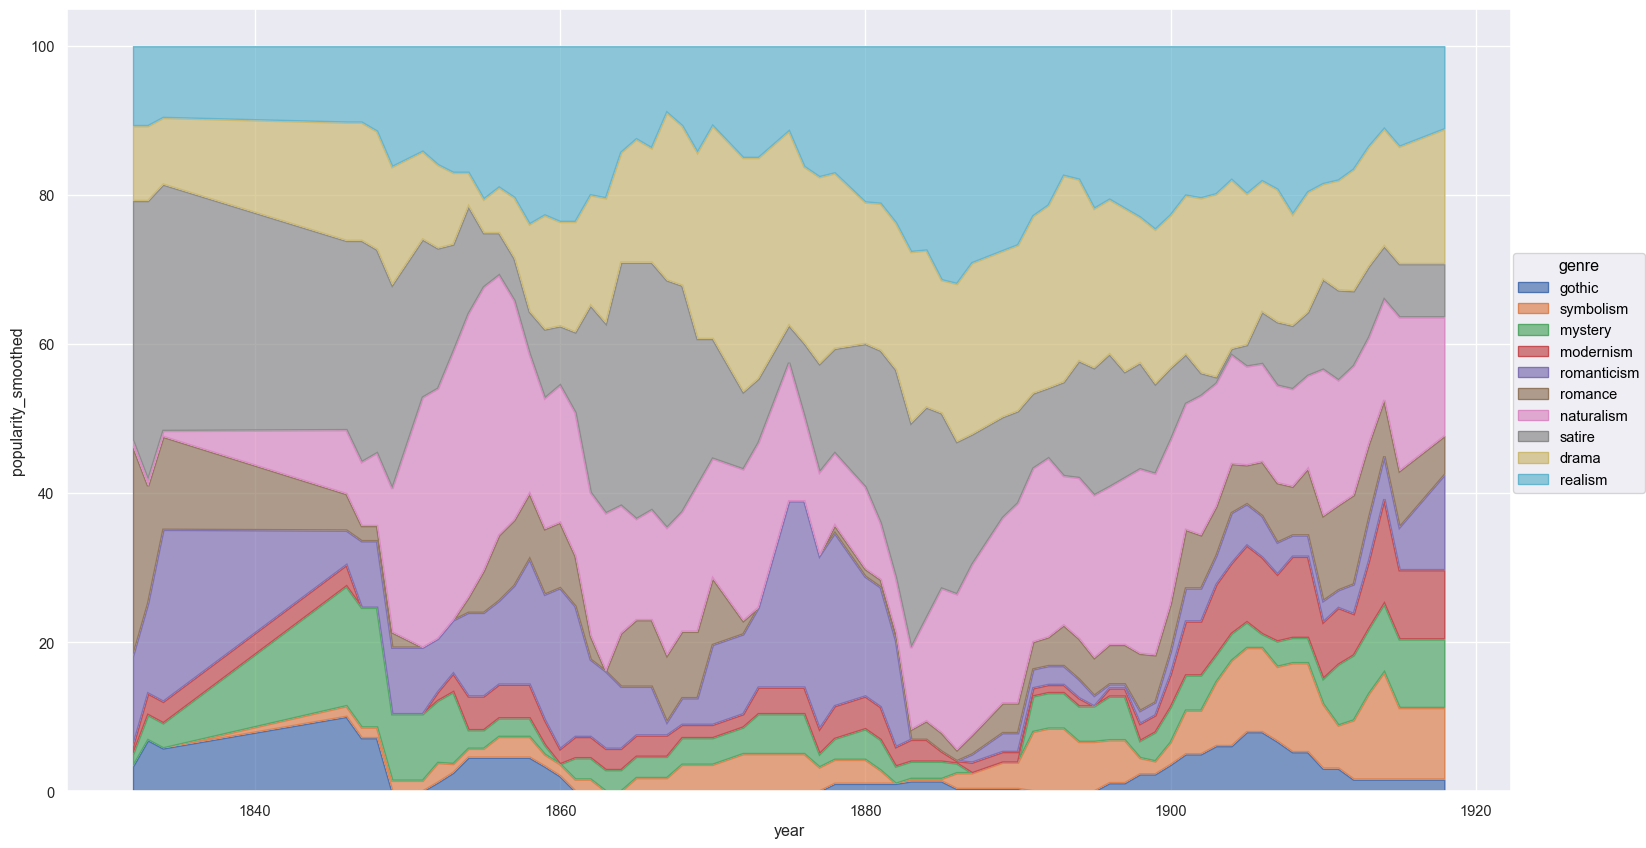 100
80
60
40
20
0
popularity_smoothed
1840
1860
1880
1900
1920
year
genre
gothic
symbolism
mystery
modernism
romanticism
romance
naturalism
satire
drama
realism